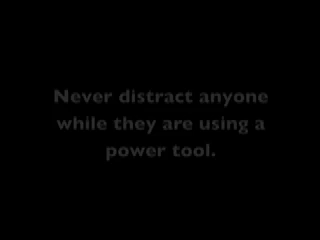 Never distract anyone
while they are using a
power tool.